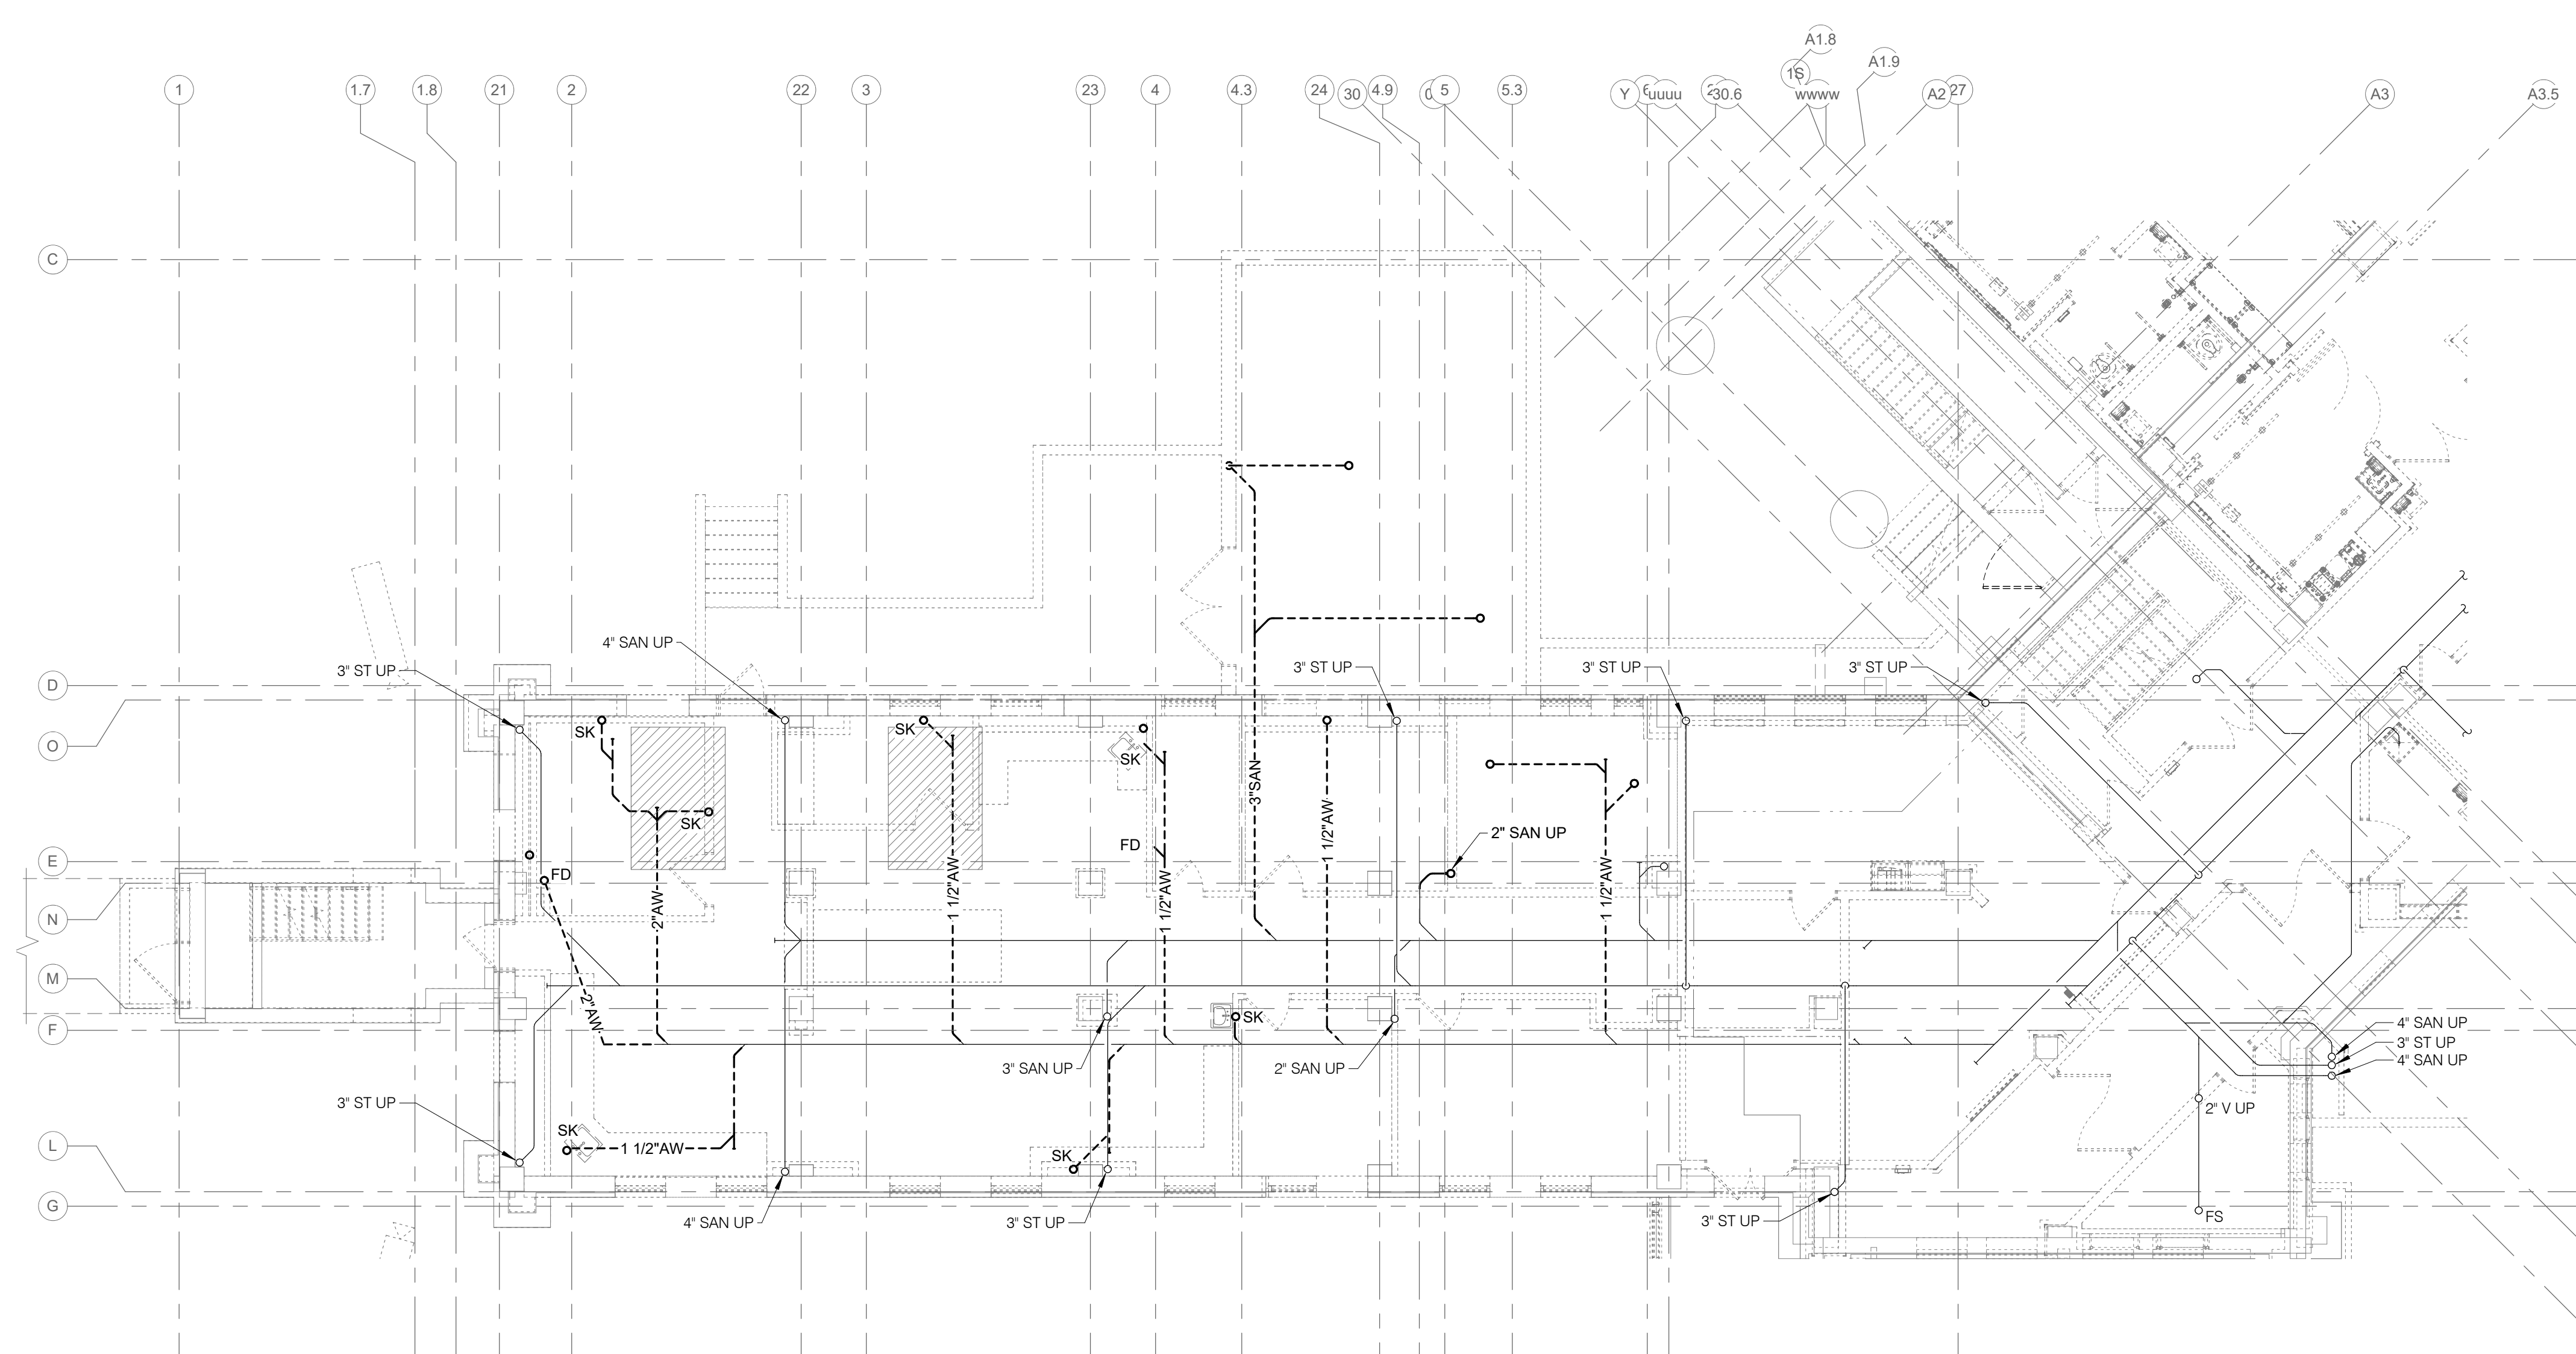 A1.8
A1.9
1S
1
1.7
1.8
21
2
22
3
23
4
4.3
24
30
4.9
5
5.3
Y
uuuu
30.6
wwww
A2
27
A3
A3.5
C
4" SAN UP
3" ST UP
3" ST UP
3" ST UP
3" ST UP
D
O
SK
SK
SK
SK
3"SAN
1 1/2"AW
2" SAN UP
FD
E
FD
2"AW
1 1/2"AW
1 1/2"AW
1 1/2"AW
N
M
2"AW
SK
F
4" SAN UP
3" ST UP
4" SAN UP
3" SAN UP
2" SAN UP
3" ST UP
2" V UP
SK
1 1/2"AW
SK
L
G
4" SAN UP
3" ST UP
3" ST UP
FS